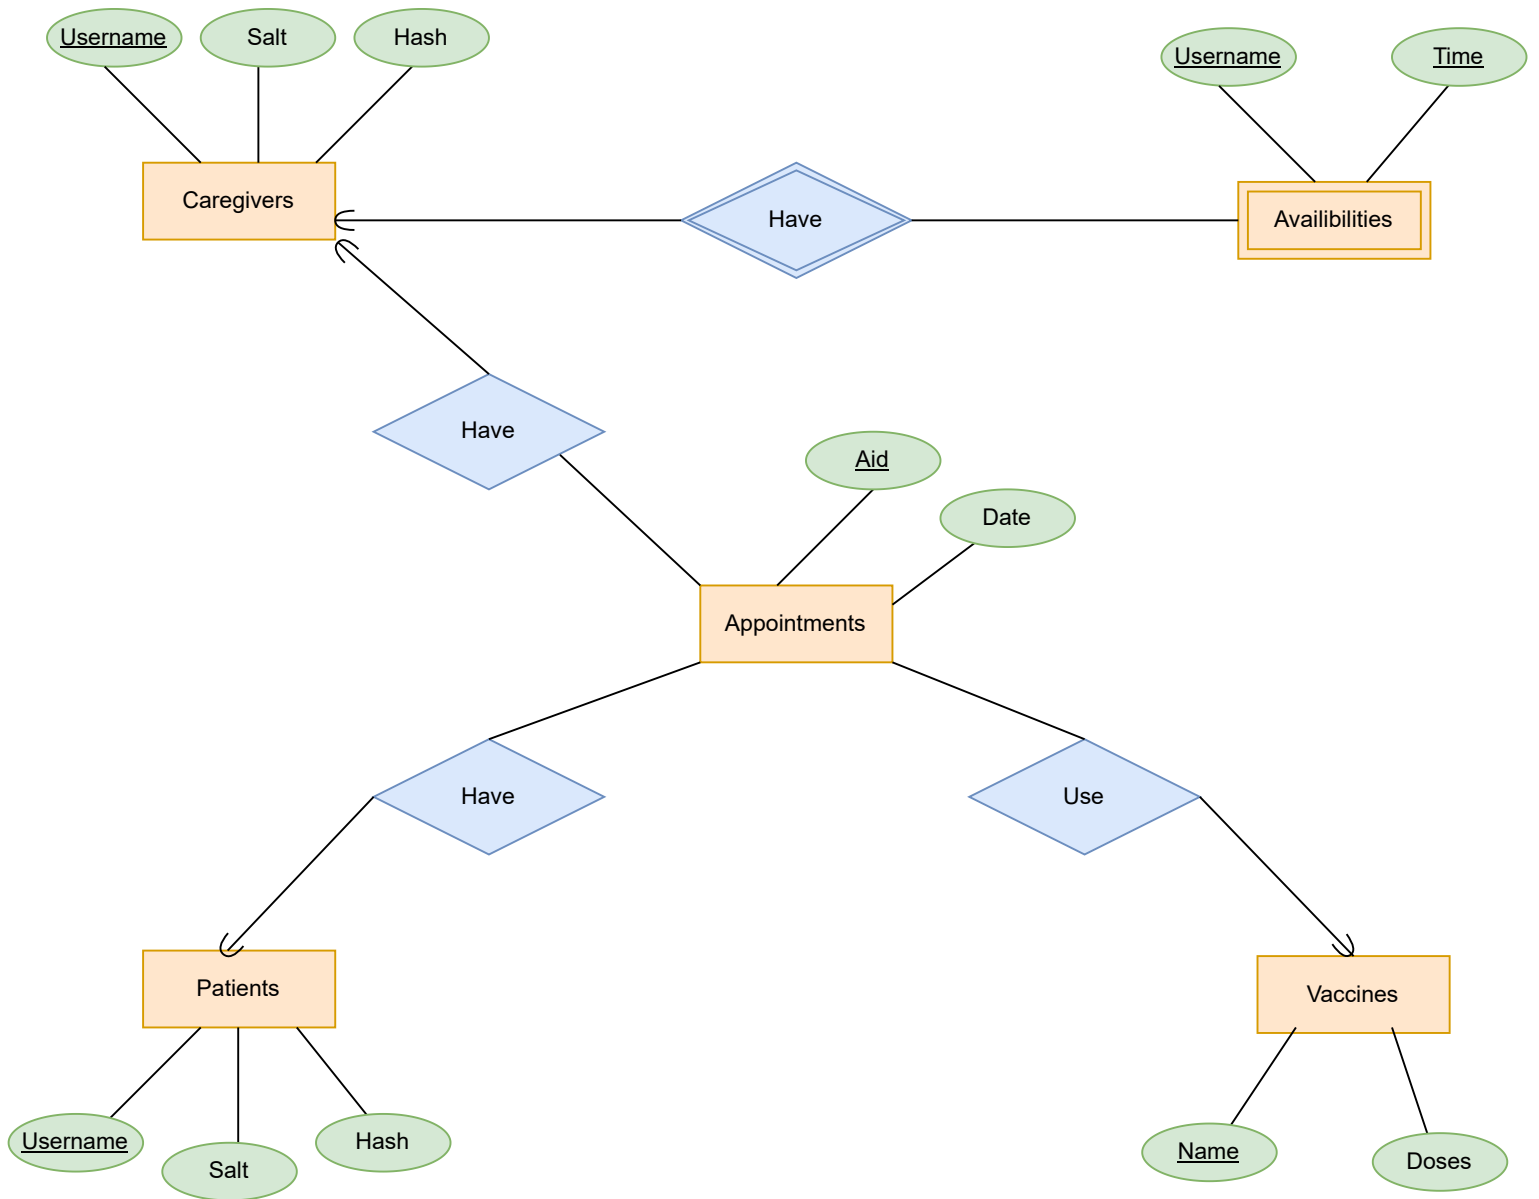 Username
Salt
Hash
Username
Time
Caregivers
Have
Availibilities
Have
Aid
Date
Appointments
Have
Use
Patients
Vaccines
Username
Salt
Hash
Name
Doses